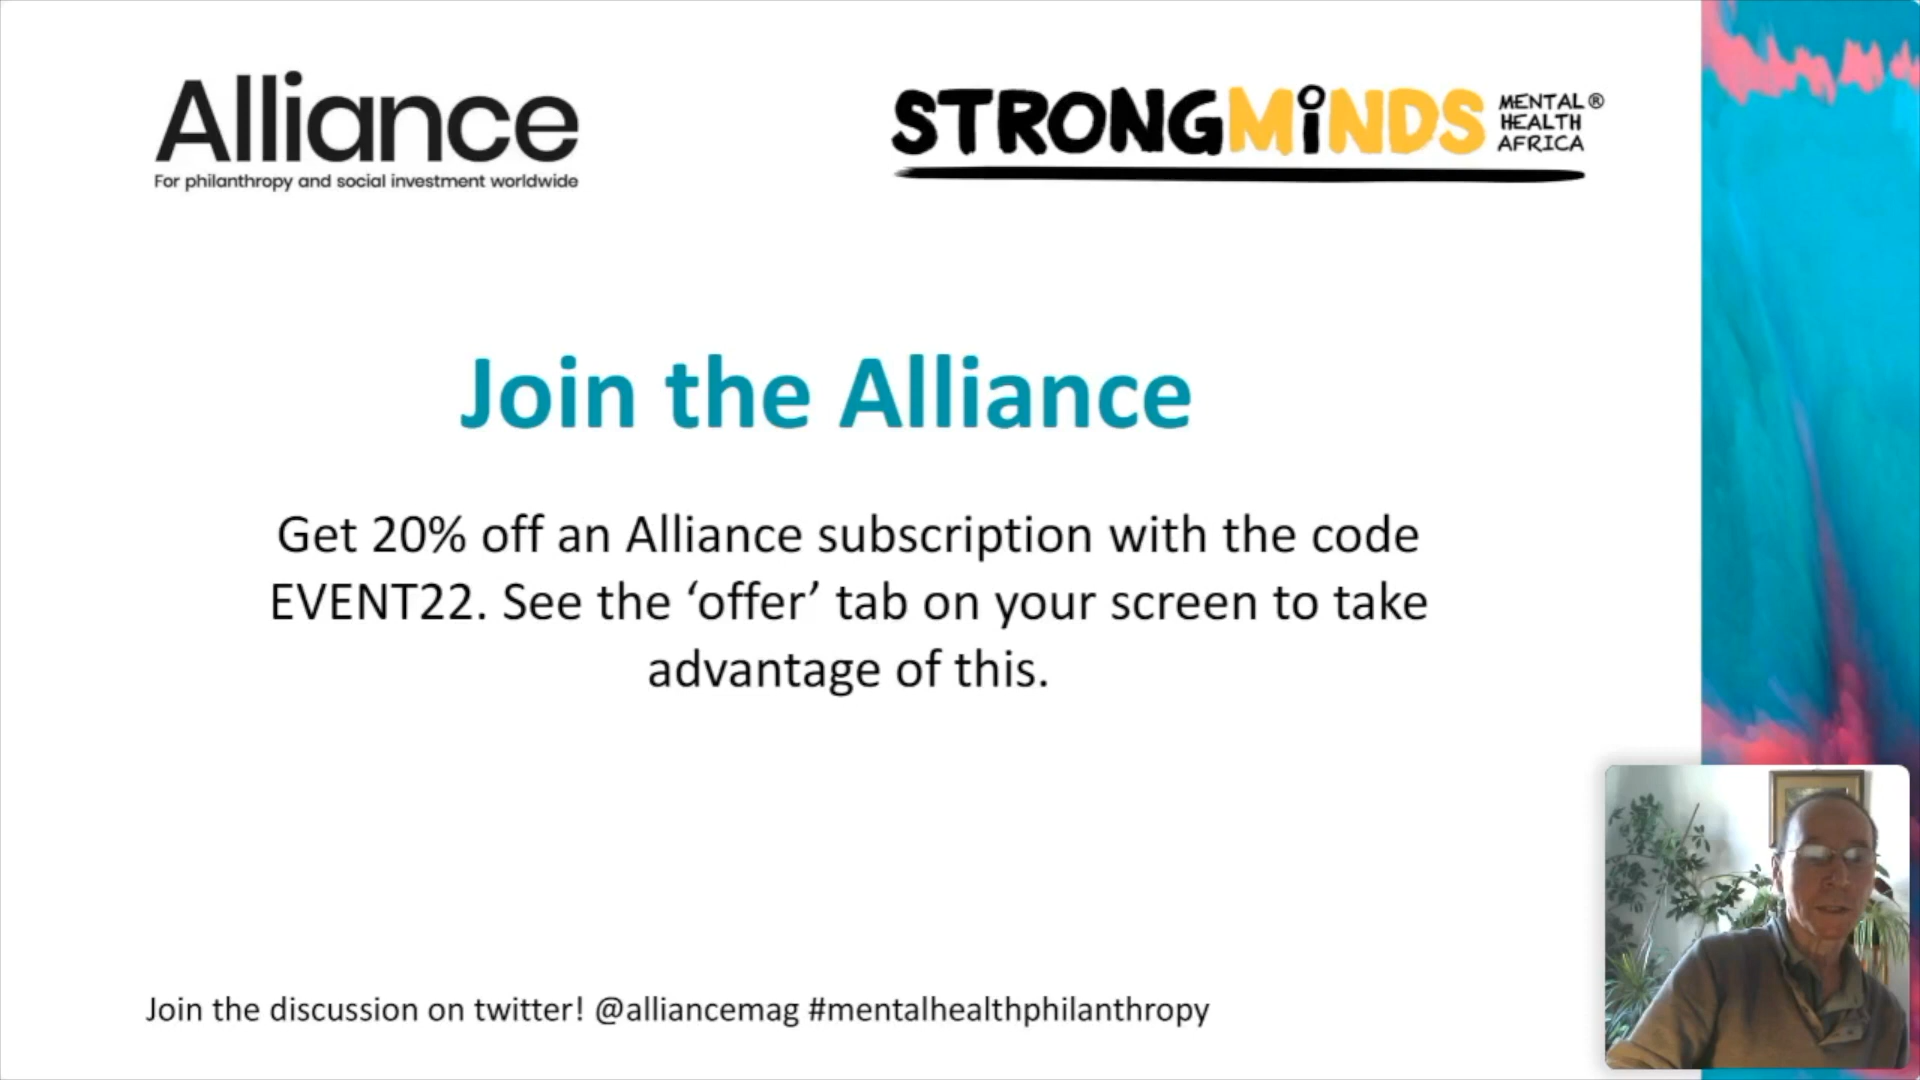 Alliance
For philanthropy and social investment worldwide
STRONGMiNDS
MENTAL®
HEALTH
AFRICA
Join the Alliance
Get 20% off an Alliance subscription with the code
EVENT22. See the ‘offer’ tab on your screen to take
advantage of this.
Join the discussion on twitter! @alliancemag #mentalhealthphilanthropy